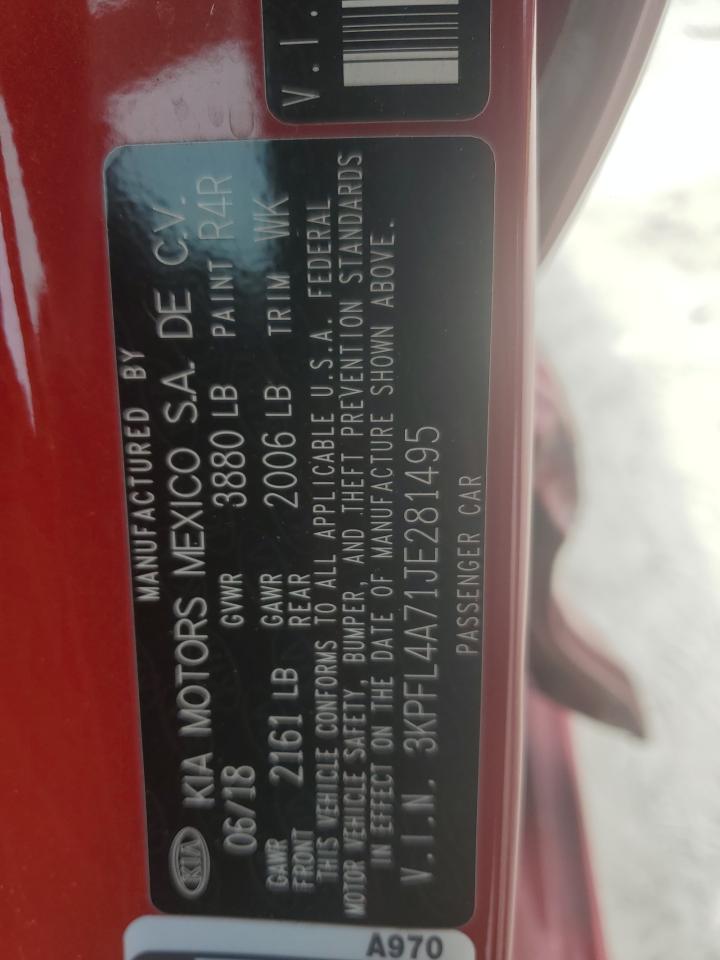 V.I.
MANUFACTURED BY
KIA KIA MOTORS MEXICO S.A. DE C.V.
06/18 GVWR 3880 LB PAINT R4R
GAWR FRONT 2161 LB GAWR REAR 2006 LB TRIM WK
THIS VEHICLE CONFORMS TO ALL APPLICABLE U.S.A. FEDERAL
MOTOR VEHICLE SAFETY, BUMPER, AND THEFT PREVENTION STANDARDS
IN EFFECT ON THE DATE OF MANUFACTURE SHOWN ABOVE.
V.I.N. 3KPFL4A71JE281495
PASSENGER CAR
A970